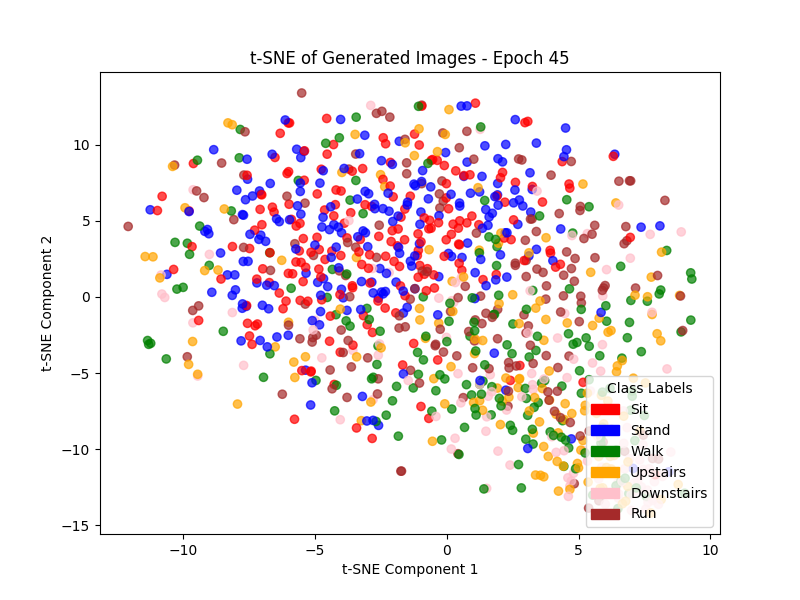 t-SNE of Generated Images - Epoch 45
10
5
0
−5
−10
−15
t-SNE Component 2
−10
−5
0
5
10
t-SNE Component 1
Class Labels
Sit
Stand
Walk
Upstairs
Downstairs
Run